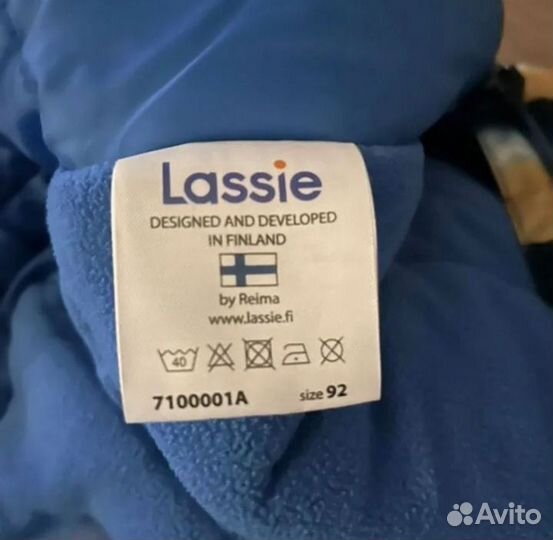 Lassie
DESIGNED AND DEVELOPED
IN FINLAND
by Reima
www.lassie.fi
40
7100001A size 92
Avito